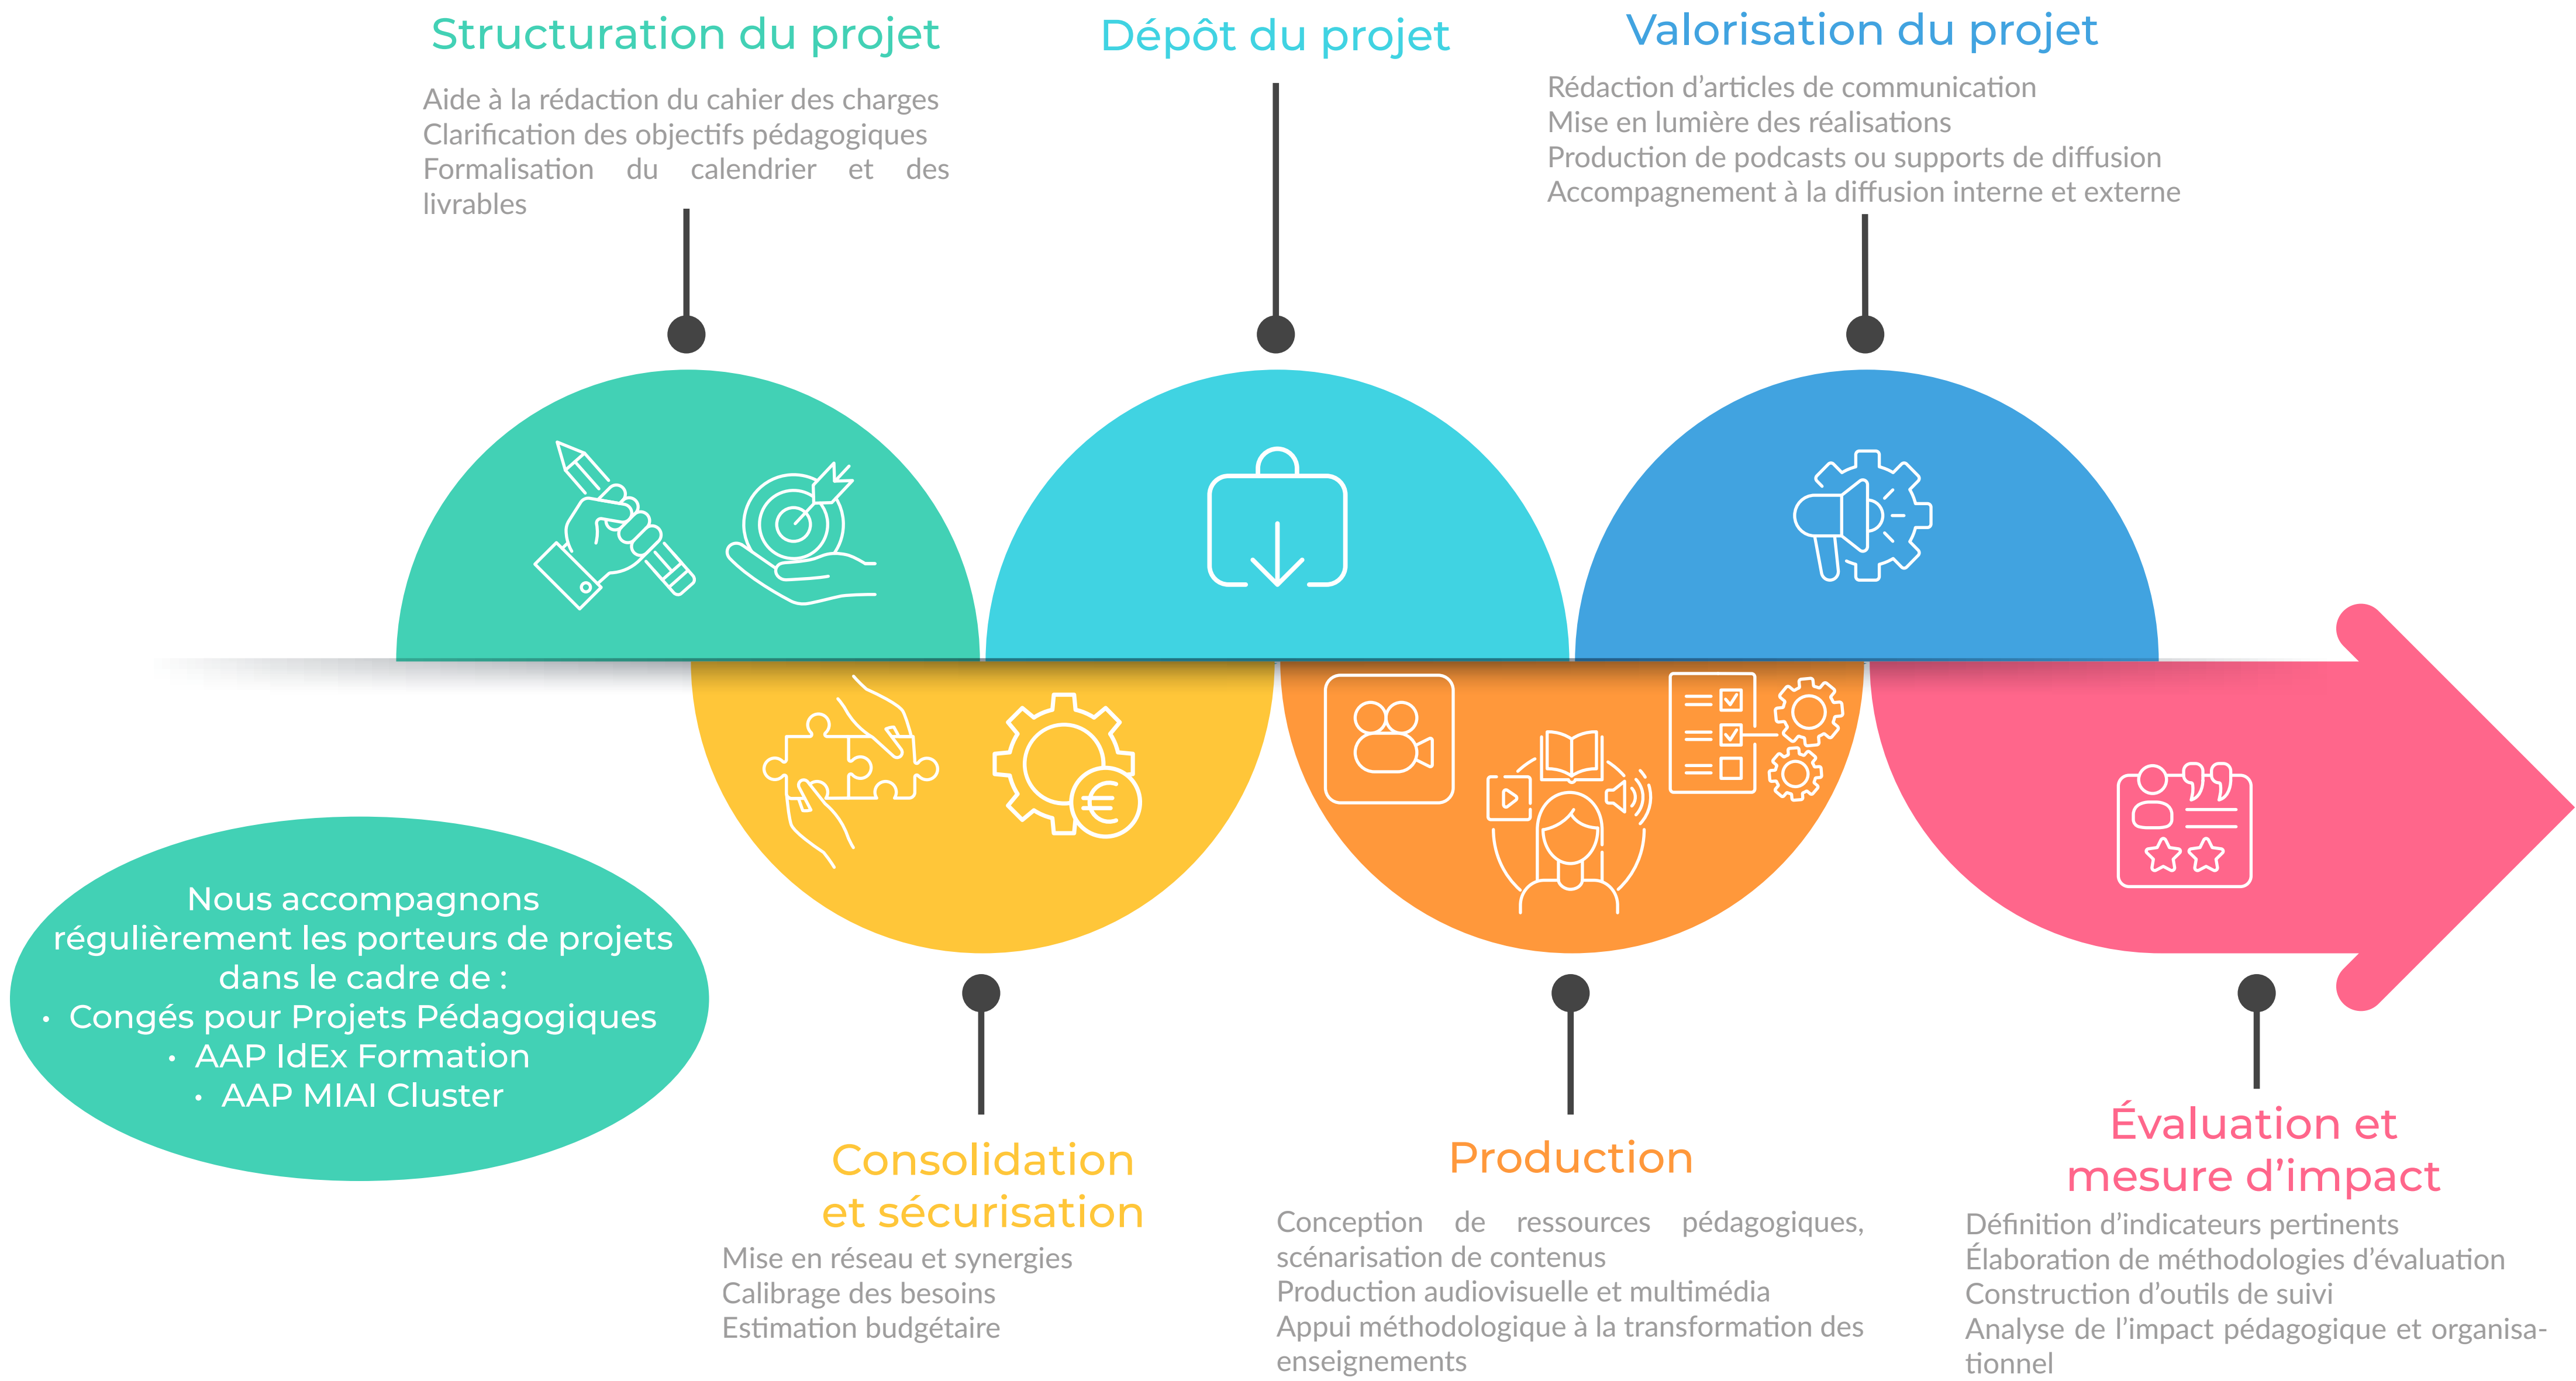 Structuration du projet
Aide à la rédaction du cahier des charges
Clarification des objectifs pédagogiques
Formalisation du calendrier et des
livrables
Dépôt du projet
Valorisation du projet
Rédaction d’articles de communication
Mise en lumière des réalisations
Production de podcasts ou supports de diffusion
Accompagnement à la diffusion interne et externe
€
Nous accompagnons
régulièrement les porteurs de projets
dans le cadre de :
• Congés pour Projets Pédagogiques
• AAP IdEx Formation
• AAP MIAI Cluster
Consolidation
et sécurisation
Mise en réseau et synergies
Calibrage des besoins
Estimation budgétaire
Production
Conception de ressources pédagogiques,
scénarisation de contenus
Production audiovisuelle et multimédia
Appui méthodologique à la transformation des
enseignements
Évaluation et
mesure d’impact
Définition d’indicateurs pertinents
Élaboration de méthodologies d’évaluation
Construction d’outils de suivi
Analyse de l’impact pédagogique et organisa-
tionnel